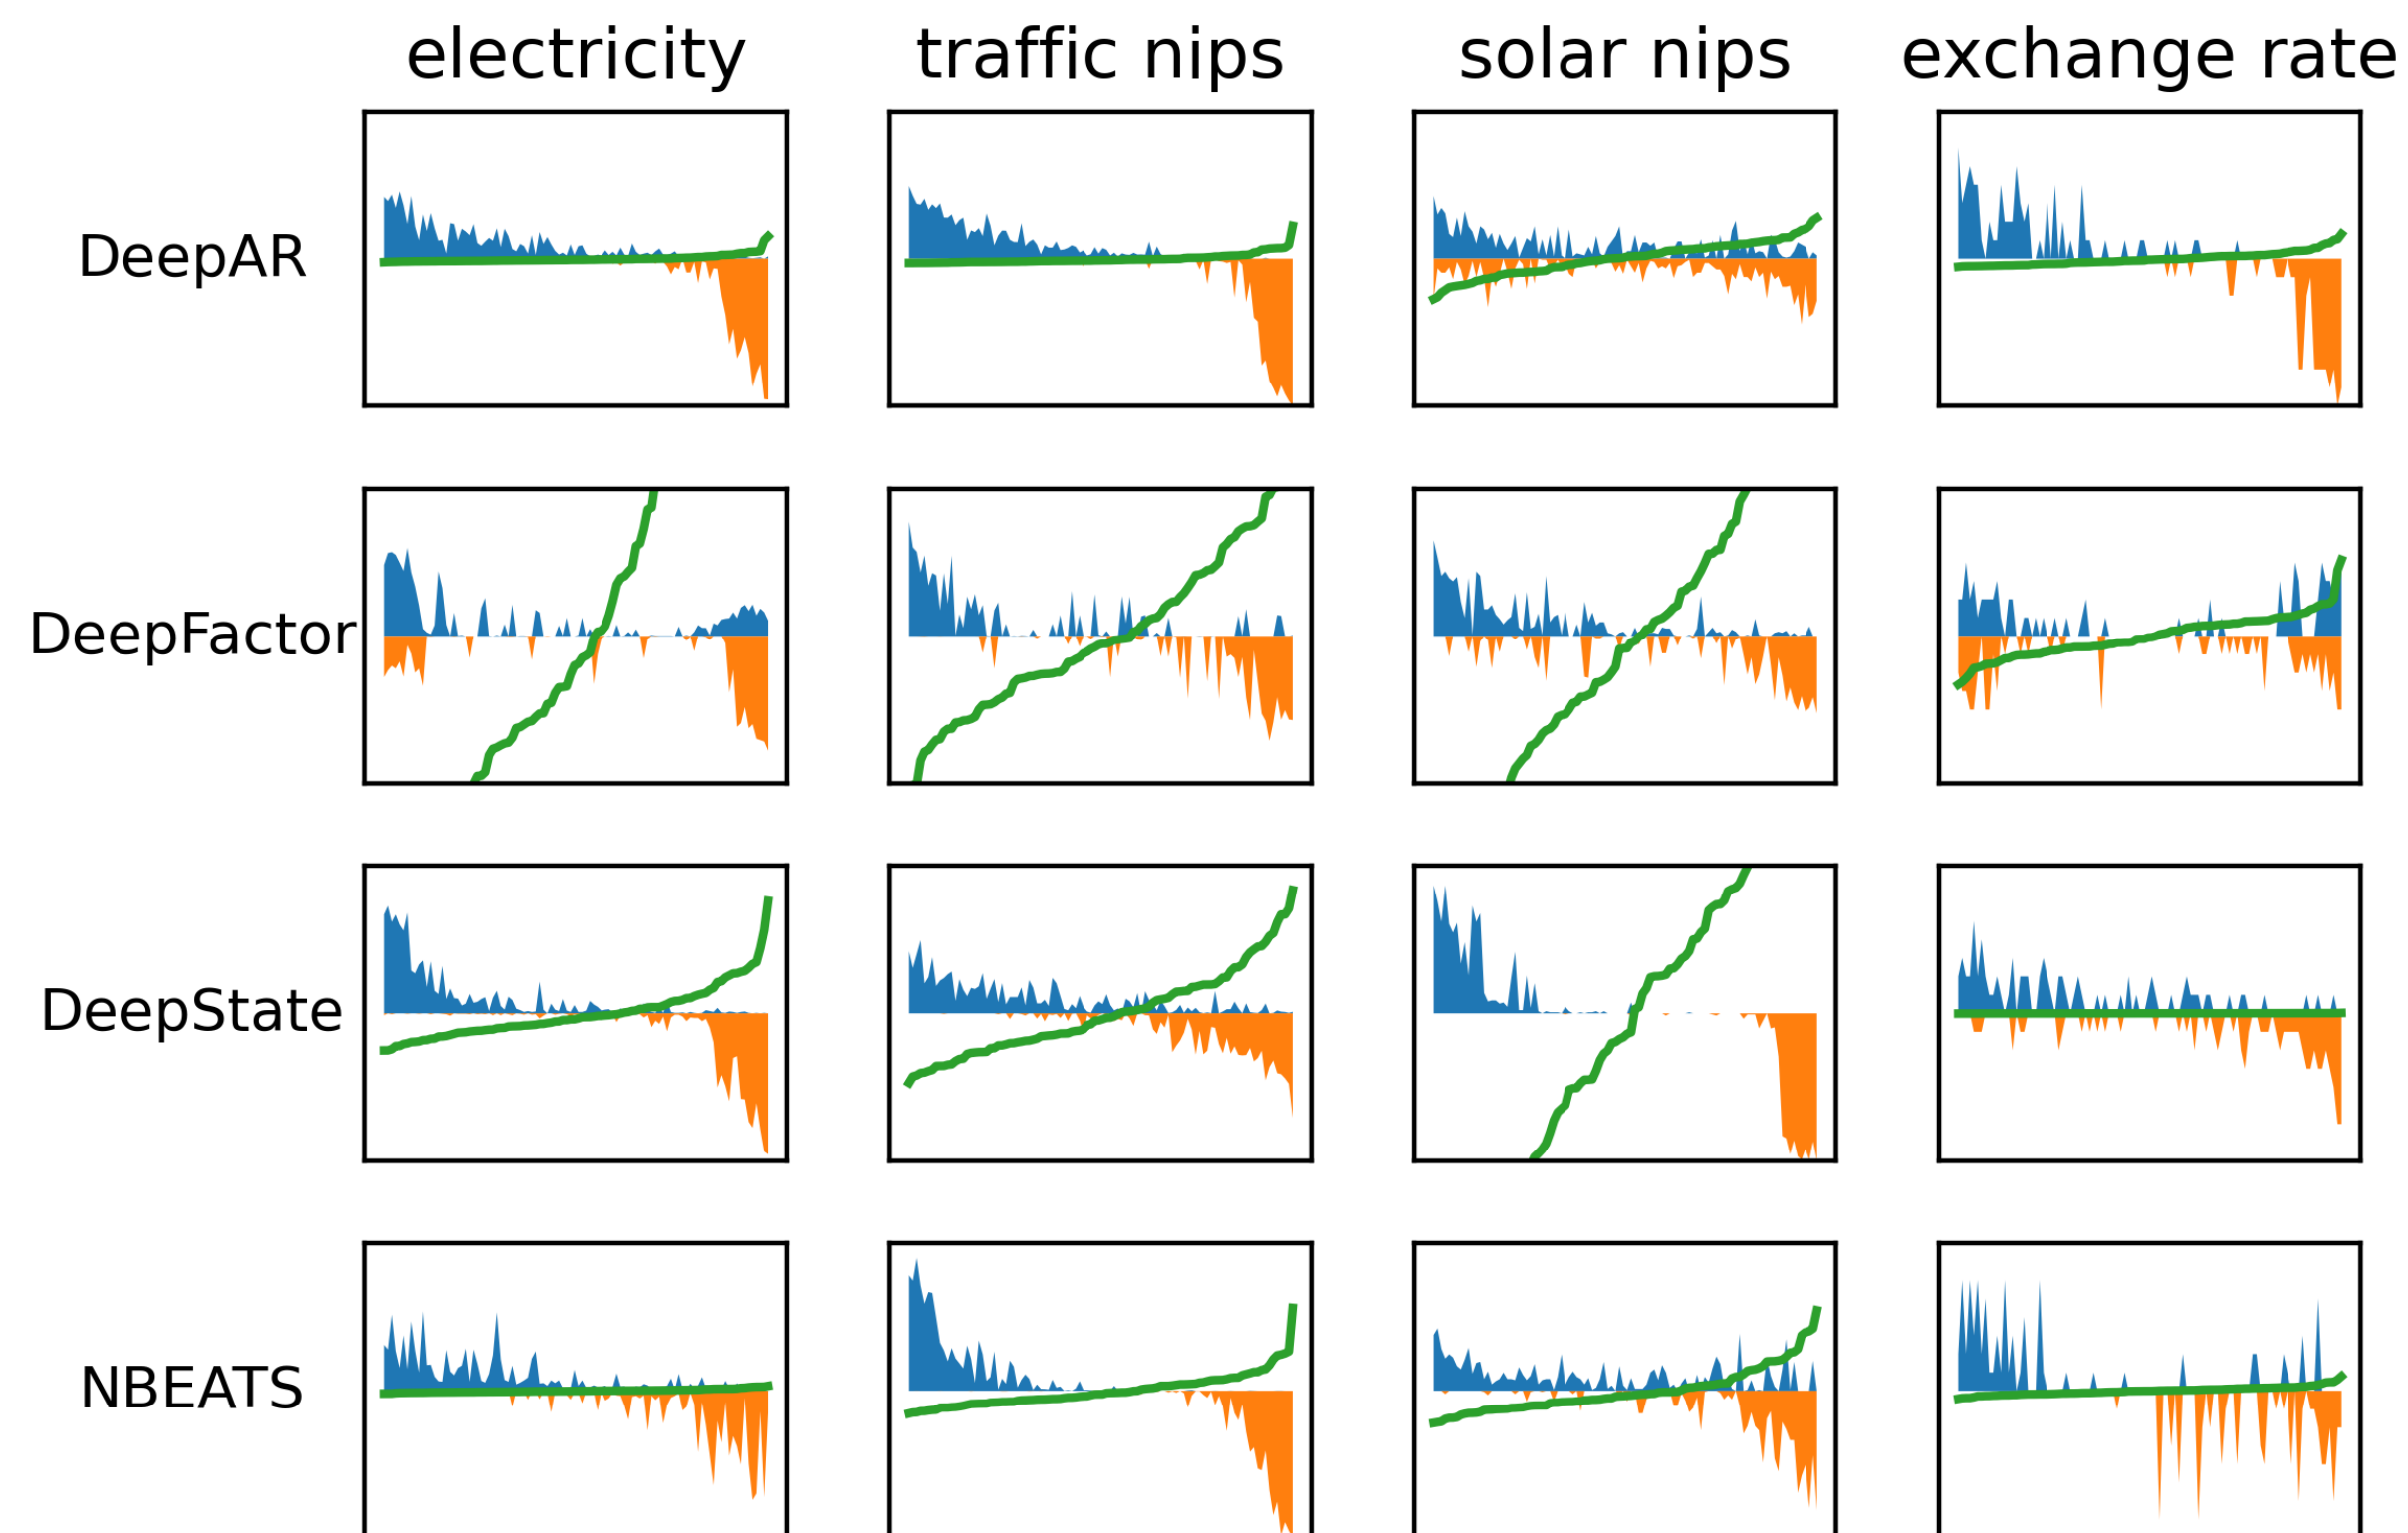 electricity traffic nips solar nips exchange rate
DeepAR
DeepFactor
DeepState
NBEATS